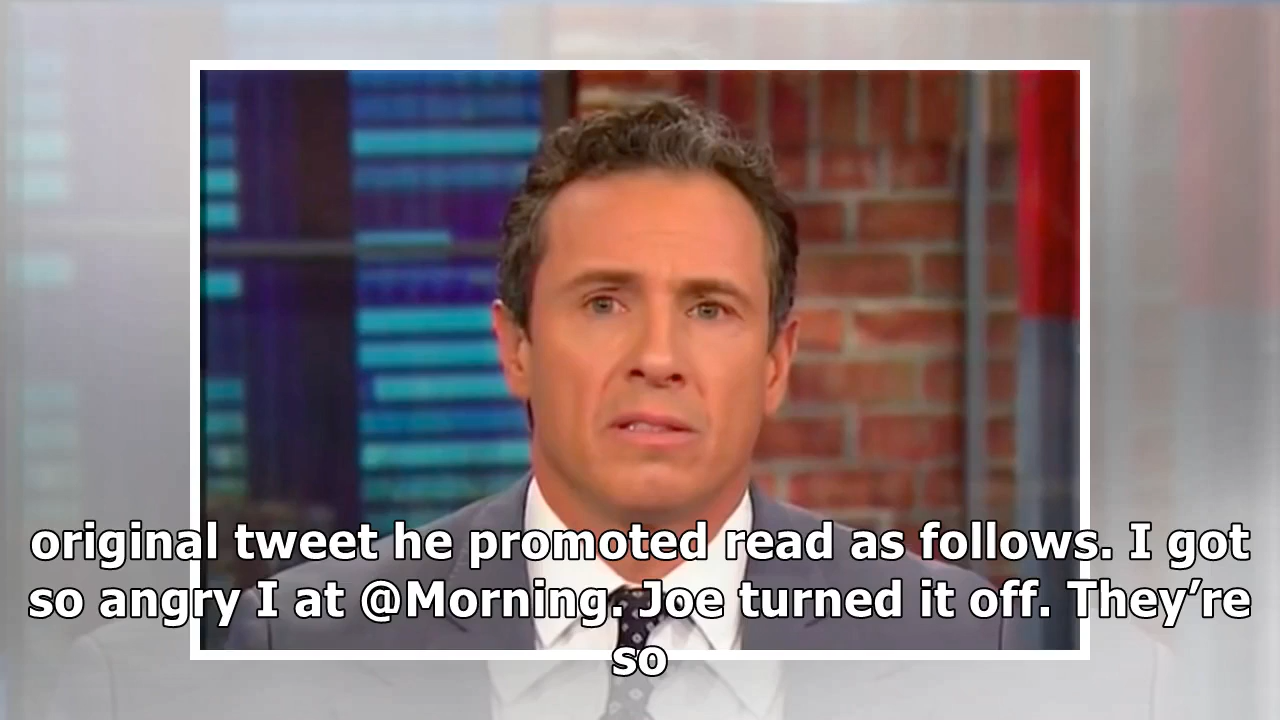 original tweet he promoted read as follows. I got
so angry I at @Morning. Joe turned it off. They’re
so